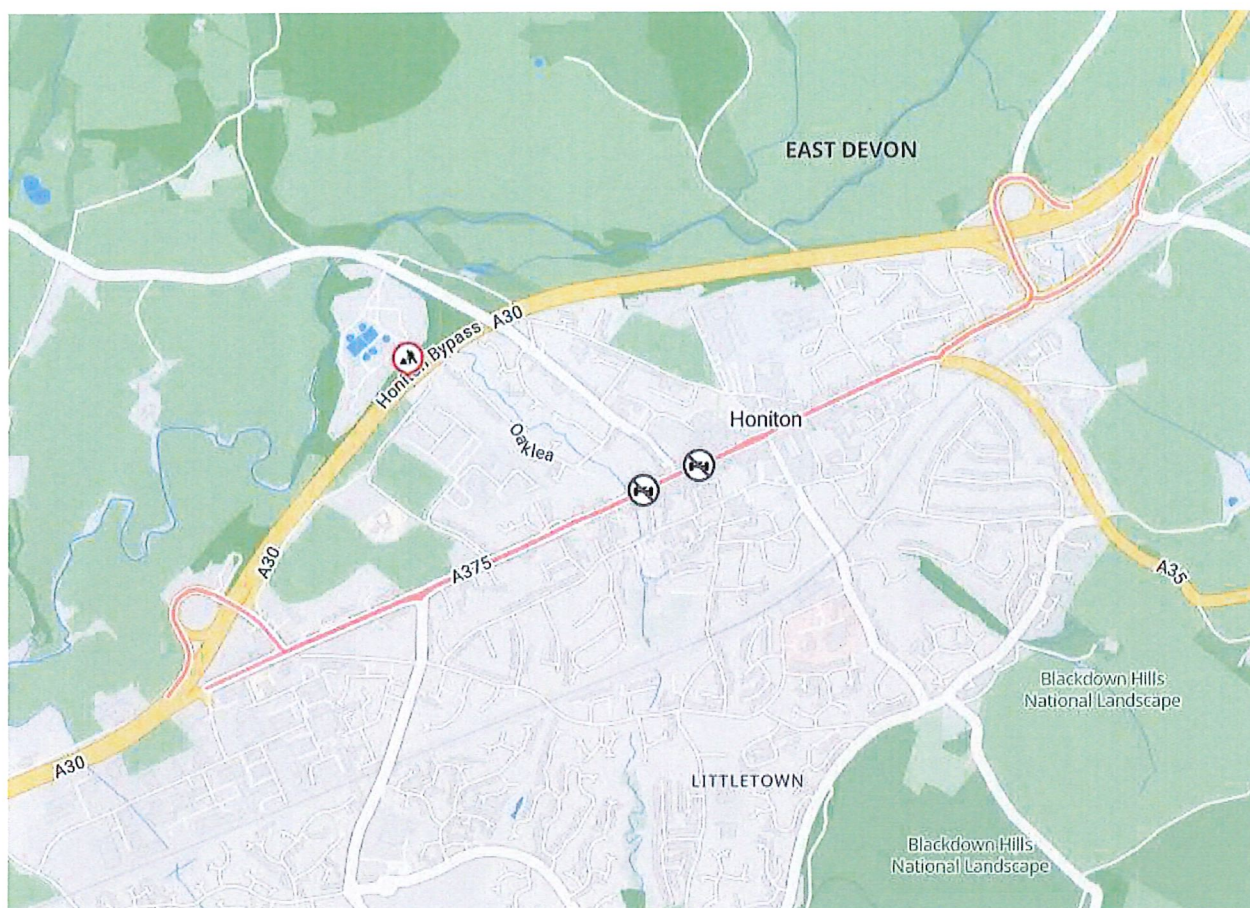 EAST DEVON
A30
Honiton Bypass
Oaklea
Honiton
A30
A375
A35
Blackdown Hills
National Landscape
A30
LITTLETOWN
Blackdown Hills
National Landscape